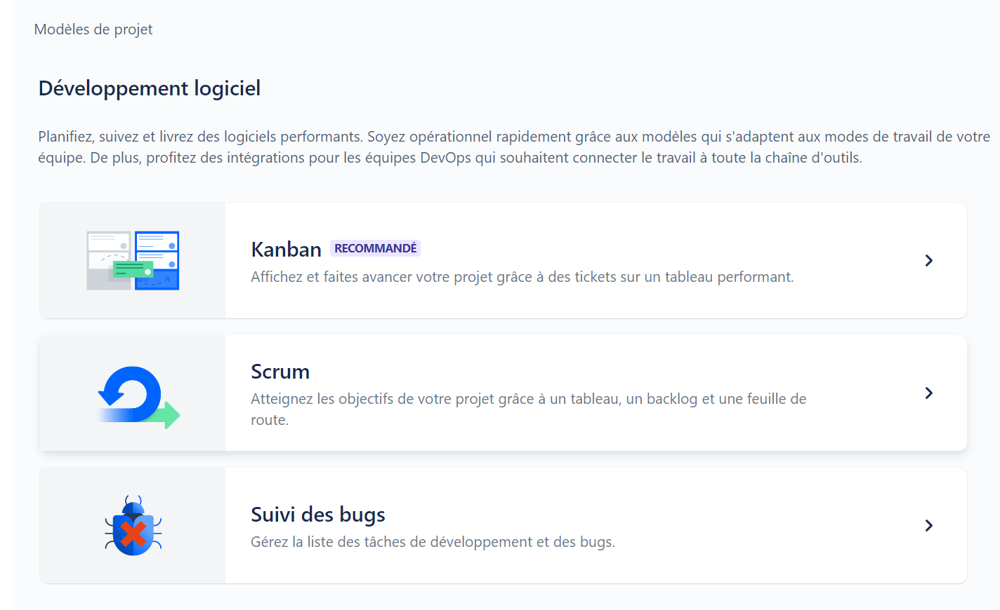 Modèles de projet
Développement logiciel
Planifiez, suivez et livrez des logiciels performants. Soyez opérationnel rapidement grâce aux modèles qui s'adaptent aux modes de travail de votre
équipe. De plus, profitez des intégrations pour les équipes DevOps qui souhaitent connecter le travail à toute la chaîne d'outils.
Kanban RECOMMANDÉ
Affichez et faites avancer votre projet grâce à des tickets sur un tableau performant.
Scrum
Atteignez les objectifs de votre projet grâce à un tableau, un backlog et une feuille de
route.
Suivi des bugs
Gérez la liste des tâches de développement et des bugs.